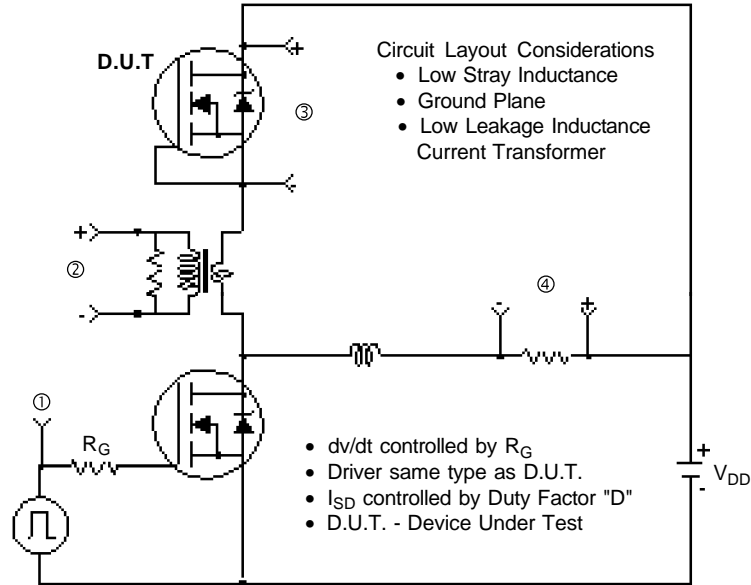 D.U.T
+
-
③
Circuit Layout Considerations
• Low Stray Inductance
• Ground Plane
• Low Leakage Inductance
Current Transformer
+
②
-
-
④
+
①
R_G
• dv/dt controlled by R_G
• Driver same type as D.U.T.
• I_SD controlled by Duty Factor "D"
• D.U.T. - Device Under Test
+
V_DD
-